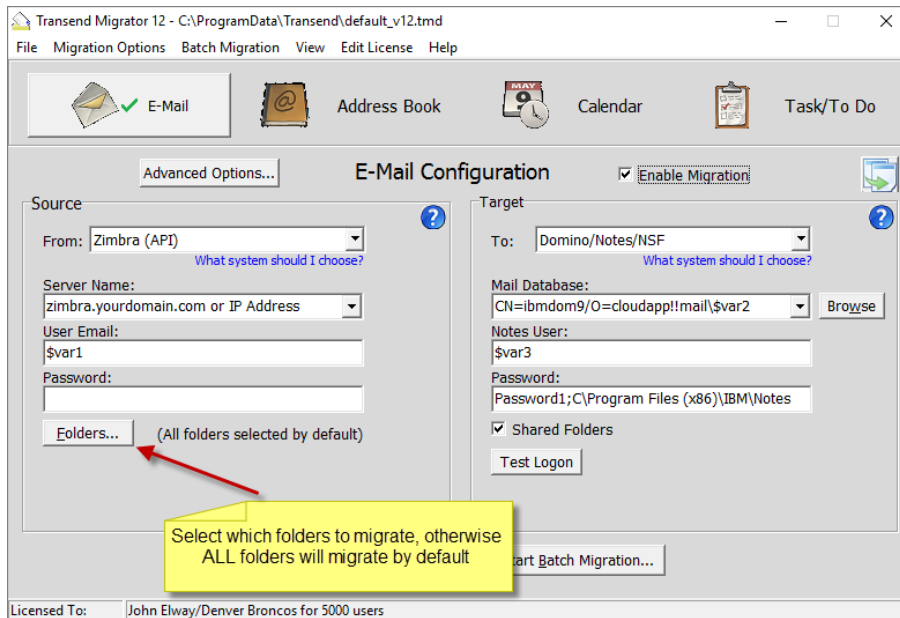 Transend Migrator 12 - C:\ProgramData\Transend\default_v12.tmd
File Migration Options Batch Migration View Edit License Help
E-Mail
@
Address Book
MAY
9
Calendar
Task/To Do
Advanced Options...
E-Mail Configuration
Enable Migration
Source
?
From: Zimbra (API)
What system should I choose?
Server Name:
zimbra.yourdomain.com or IP Address
User Email:
$var1
Password:
Folders... (All folders selected by default)
Target
?
To: Domino/Notes/NSF
What system should I choose?
Mail Database:
CN=ibmdom9/O=cloudapp!!mail\$var2
Browse
Notes User:
$var3
Password:
Password1;C\Program Files (x86)\IBM\Notes
Shared Folders
Test Logon
Select which folders to migrate, otherwise
ALL folders will migrate by default
tart Batch Migration...
Licensed To: John Elway/Denver Broncos for 5000 users